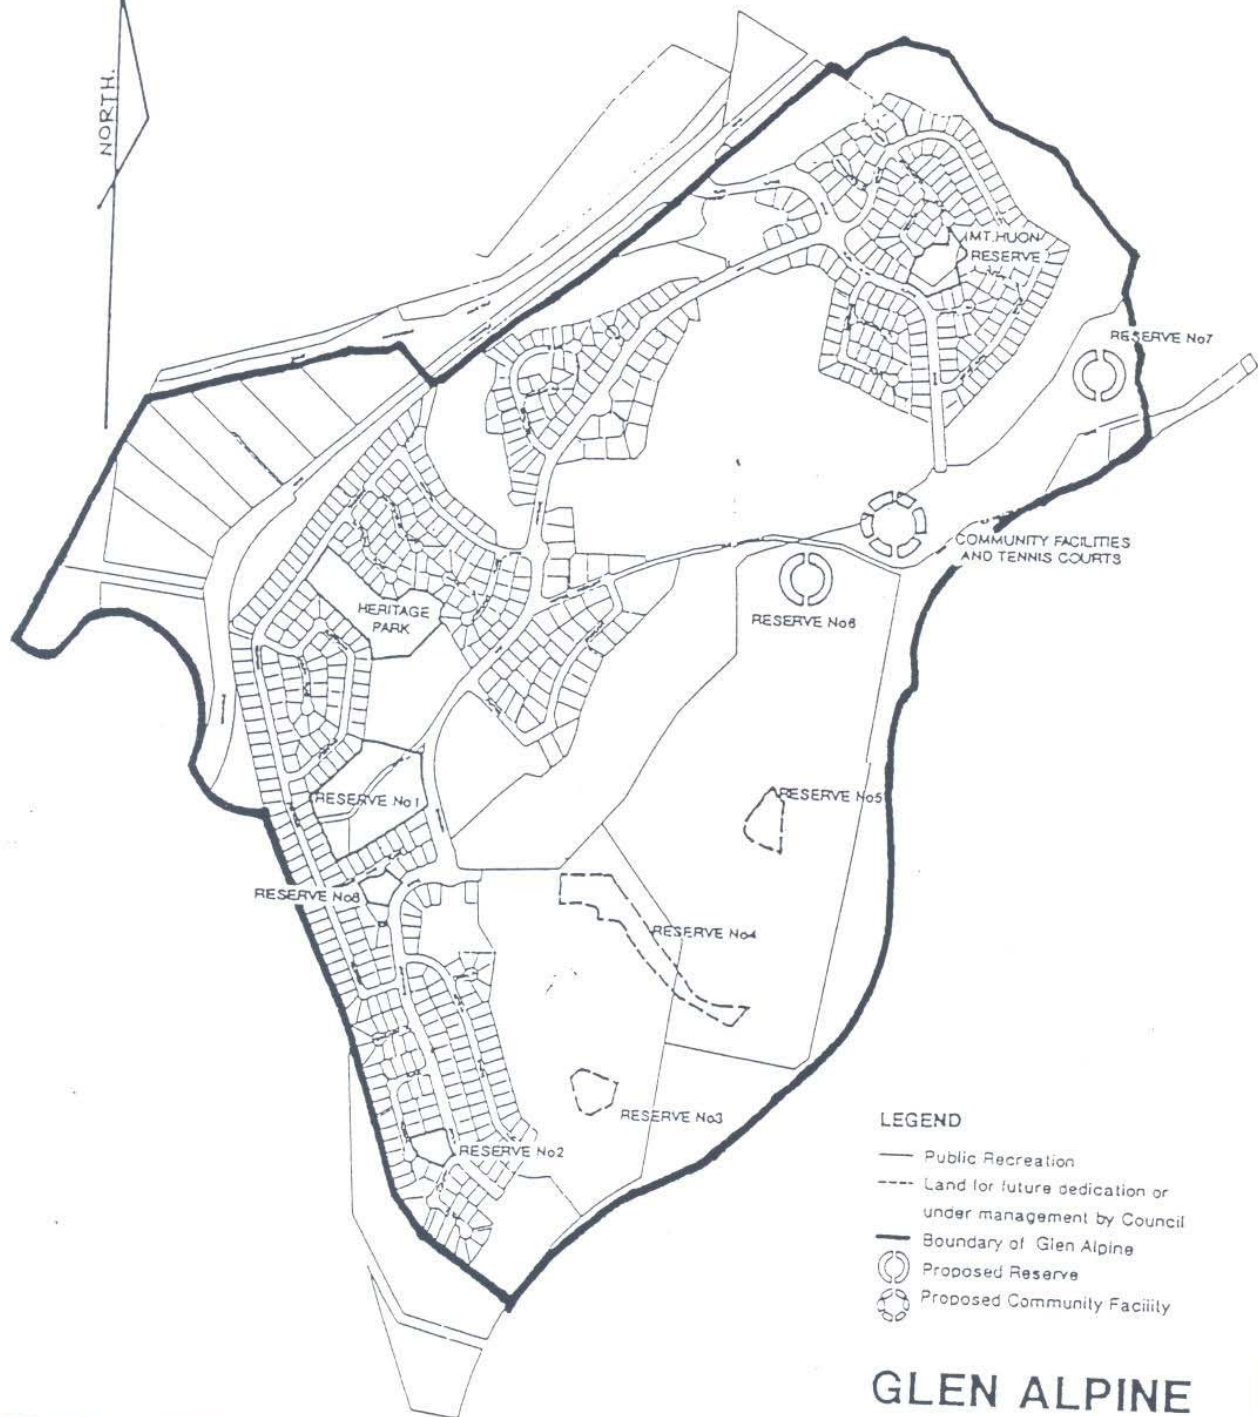 NORTH.
MT. HUON
RESERVE
RESERVE No7
COMMUNITY FACILITIES
AND TENNIS COURTS
RESERVE No6
HERITAGE
PARK
RESERVE No1
RESERVE No5
RESERVE No8
RESERVE No4
RESERVE No3
RESERVE No2
LEGEND
Public Recreation
Land for future dedication or
under management by Council
Boundary of Glen Alpine
Proposed Reserve
Proposed Community Facility
GLEN ALPINE